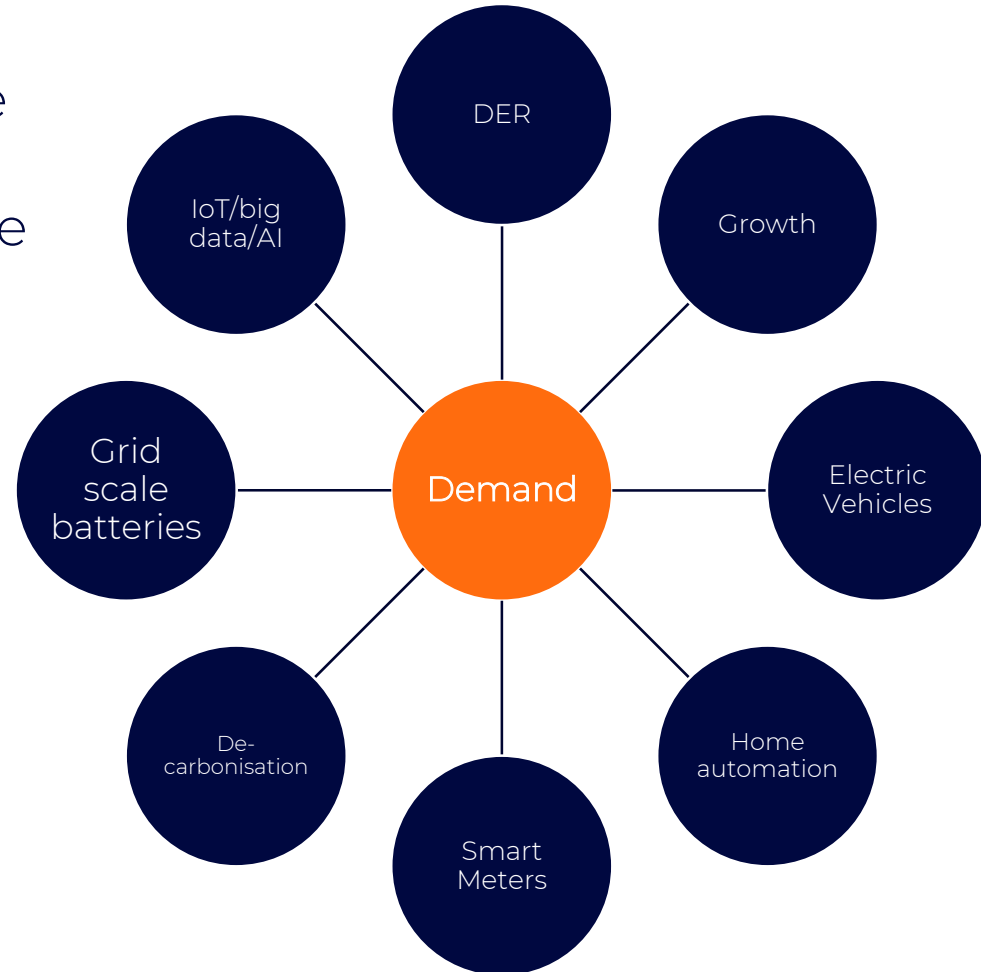 DER
IoT/big
data/AI
Growth
Grid
scale
batteries
Demand
Electric
Vehicles
De-
carbonisation
Home
automation
Smart
Meters